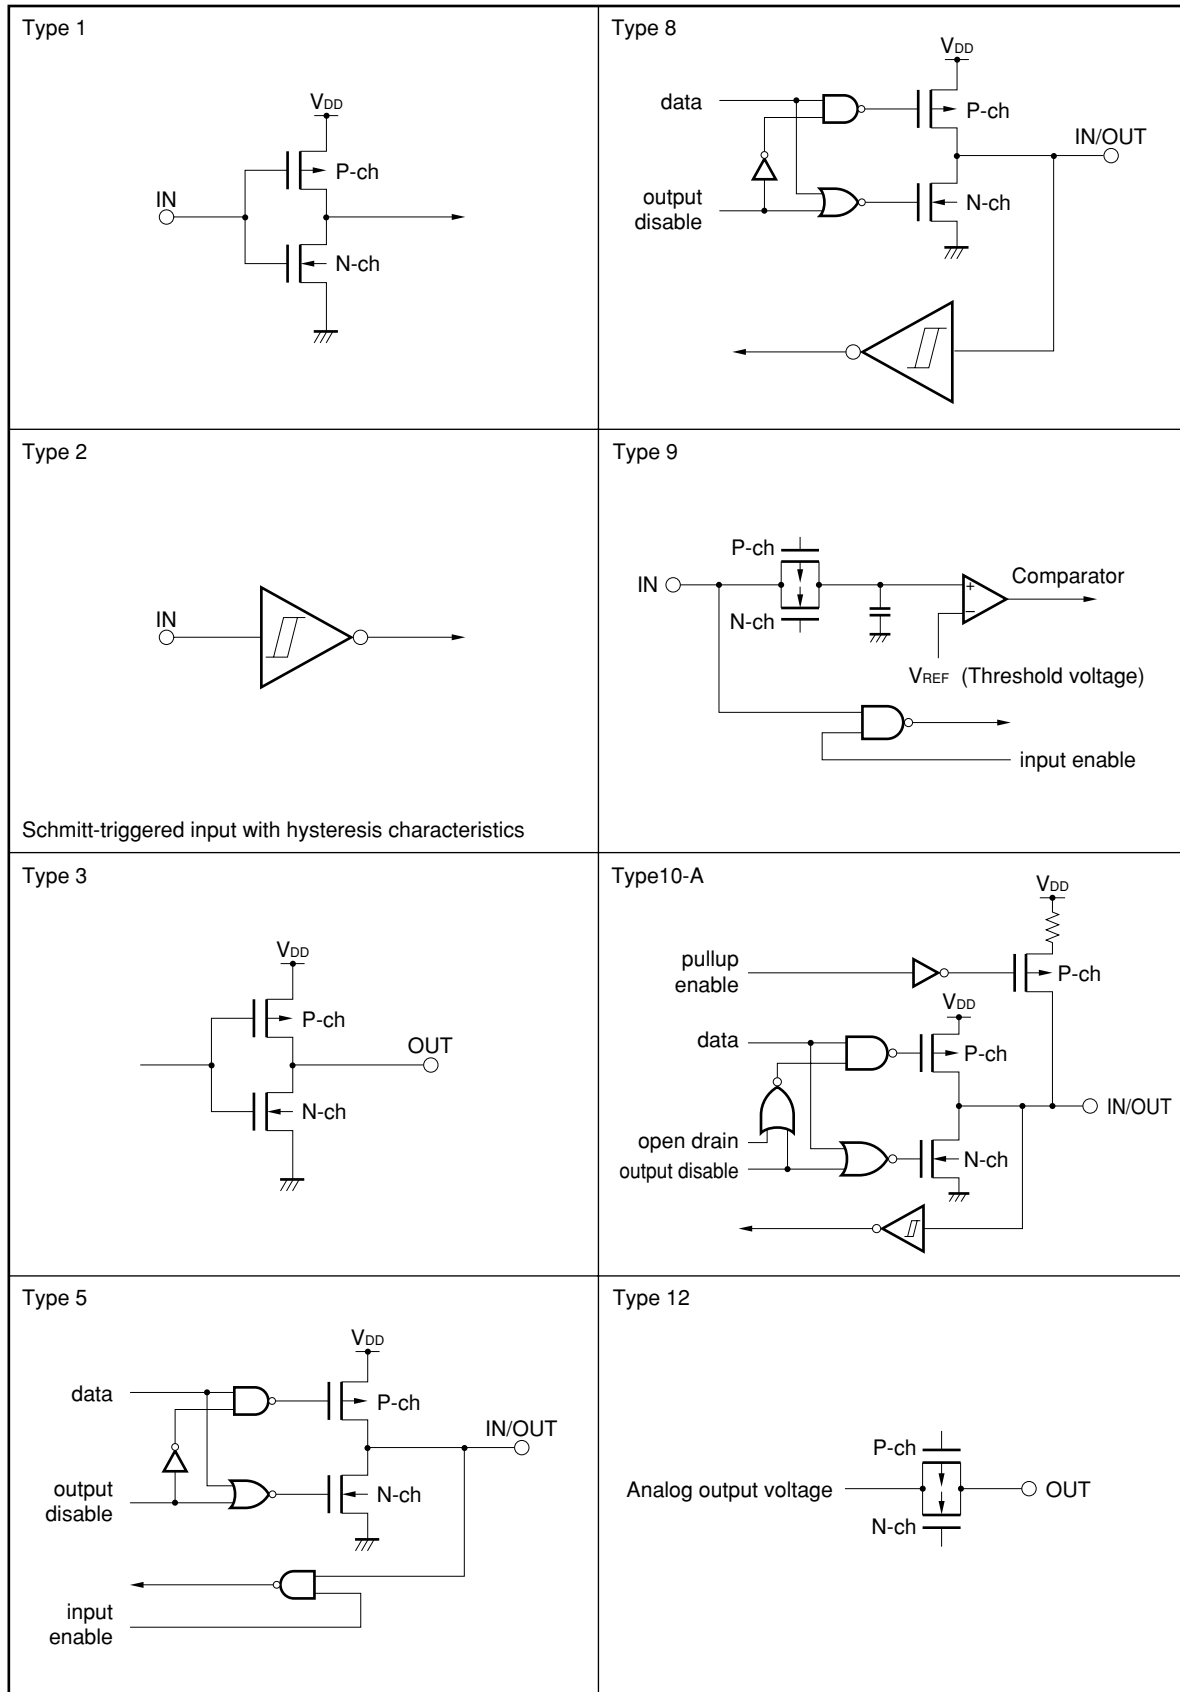 Type 1
VDD
P-ch
IN
N-ch
Type 8
VDD
data
P-ch
IN/OUT
output
disable
N-ch
Type 2
IN
Schmitt-triggered input with hysteresis characteristics
Type 9
P-ch
IN
Comparator
N-ch
VREF (Threshold voltage)
input enable
Type 3
VDD
P-ch
OUT
N-ch
Type10-A
VDD
pullup
enable
P-ch
VDD
data
P-ch
IN/OUT
open drain
output disable
N-ch
Type 5
VDD
data
P-ch
IN/OUT
output
disable
N-ch
input
enable
Type 12
P-ch
Analog output voltage
OUT
N-ch